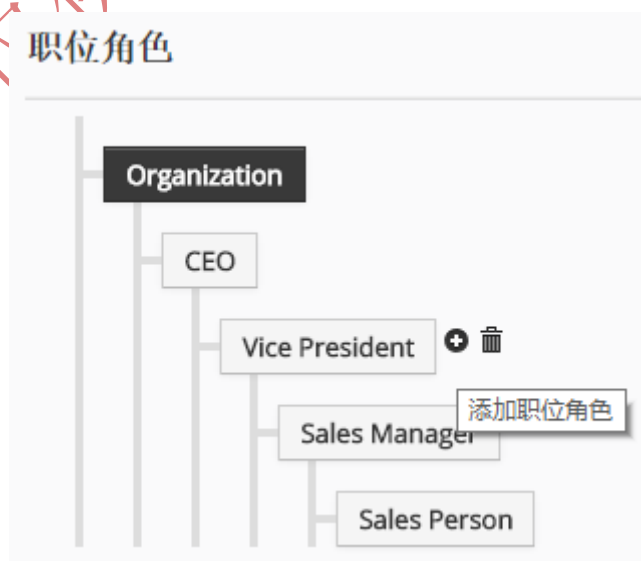 职位角色
Organization
CEO
Vice President
添加职位角色
Sales Manager
Sales Person